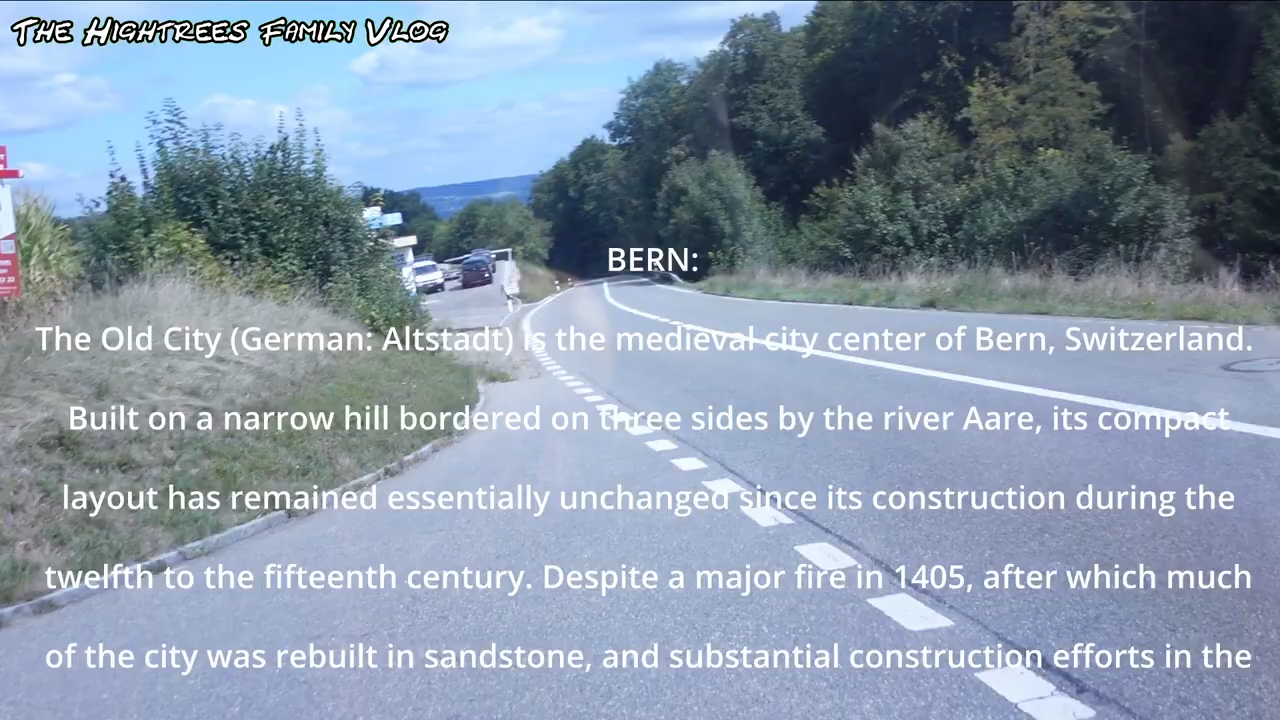 The Hightrees Family Vlog
BERN:
The Old City (German: Altstadt) is the medieval city center of Bern, Switzerland.
Built on a narrow hill bordered on three sides by the river Aare, its compact
layout has remained essentially unchanged since its construction during the
twelfth to the fifteenth century. Despite a major fire in 1405, after which much
of the city was rebuilt in sandstone, and substantial construction efforts in the